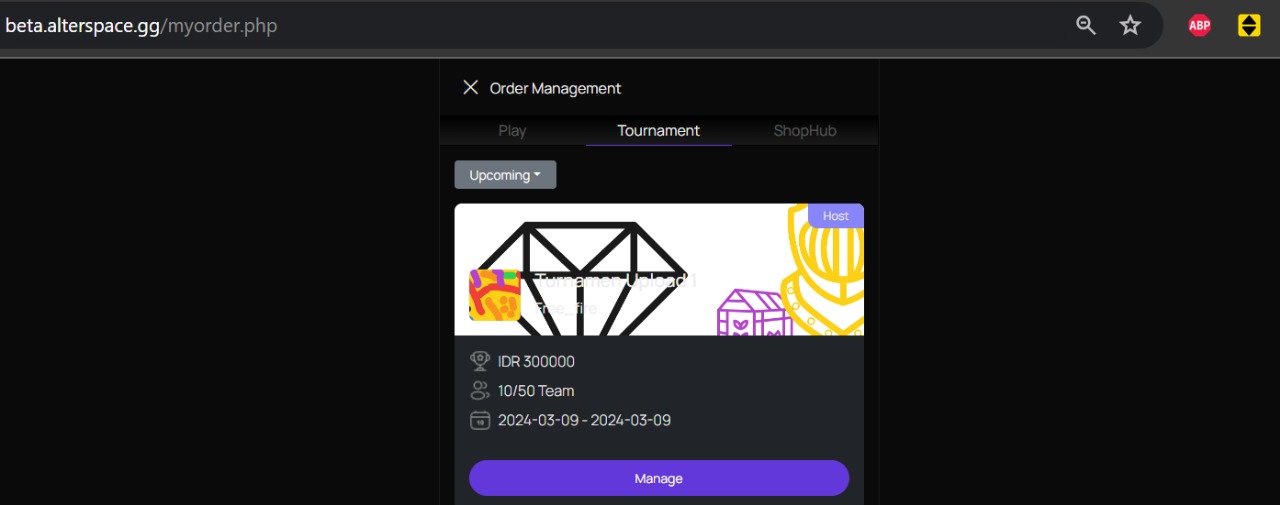 beta.alterspace.gg/myorder.php
ABP
Order Management
Play Tournament ShopHub
Upcoming
Host
Turnamen Upload 1
Free_fire
IDR 300000
10/50 Team
2024-03-09 - 2024-03-09
Manage